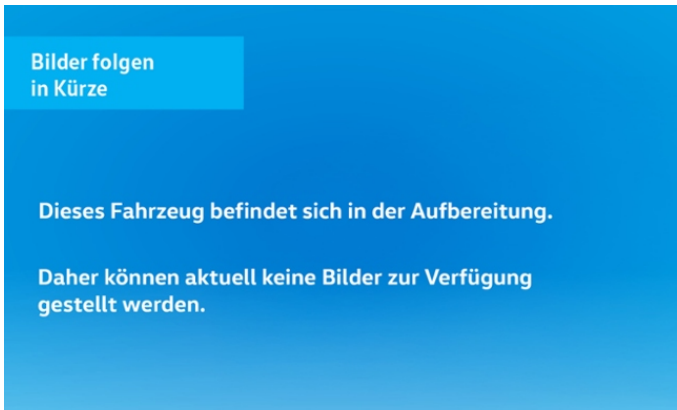 Bilder folgen
in Kürze
Dieses Fahrzeug befindet sich in der Aufbereitung.
Daher können aktuell keine Bilder zur Verfügung
gestellt werden.